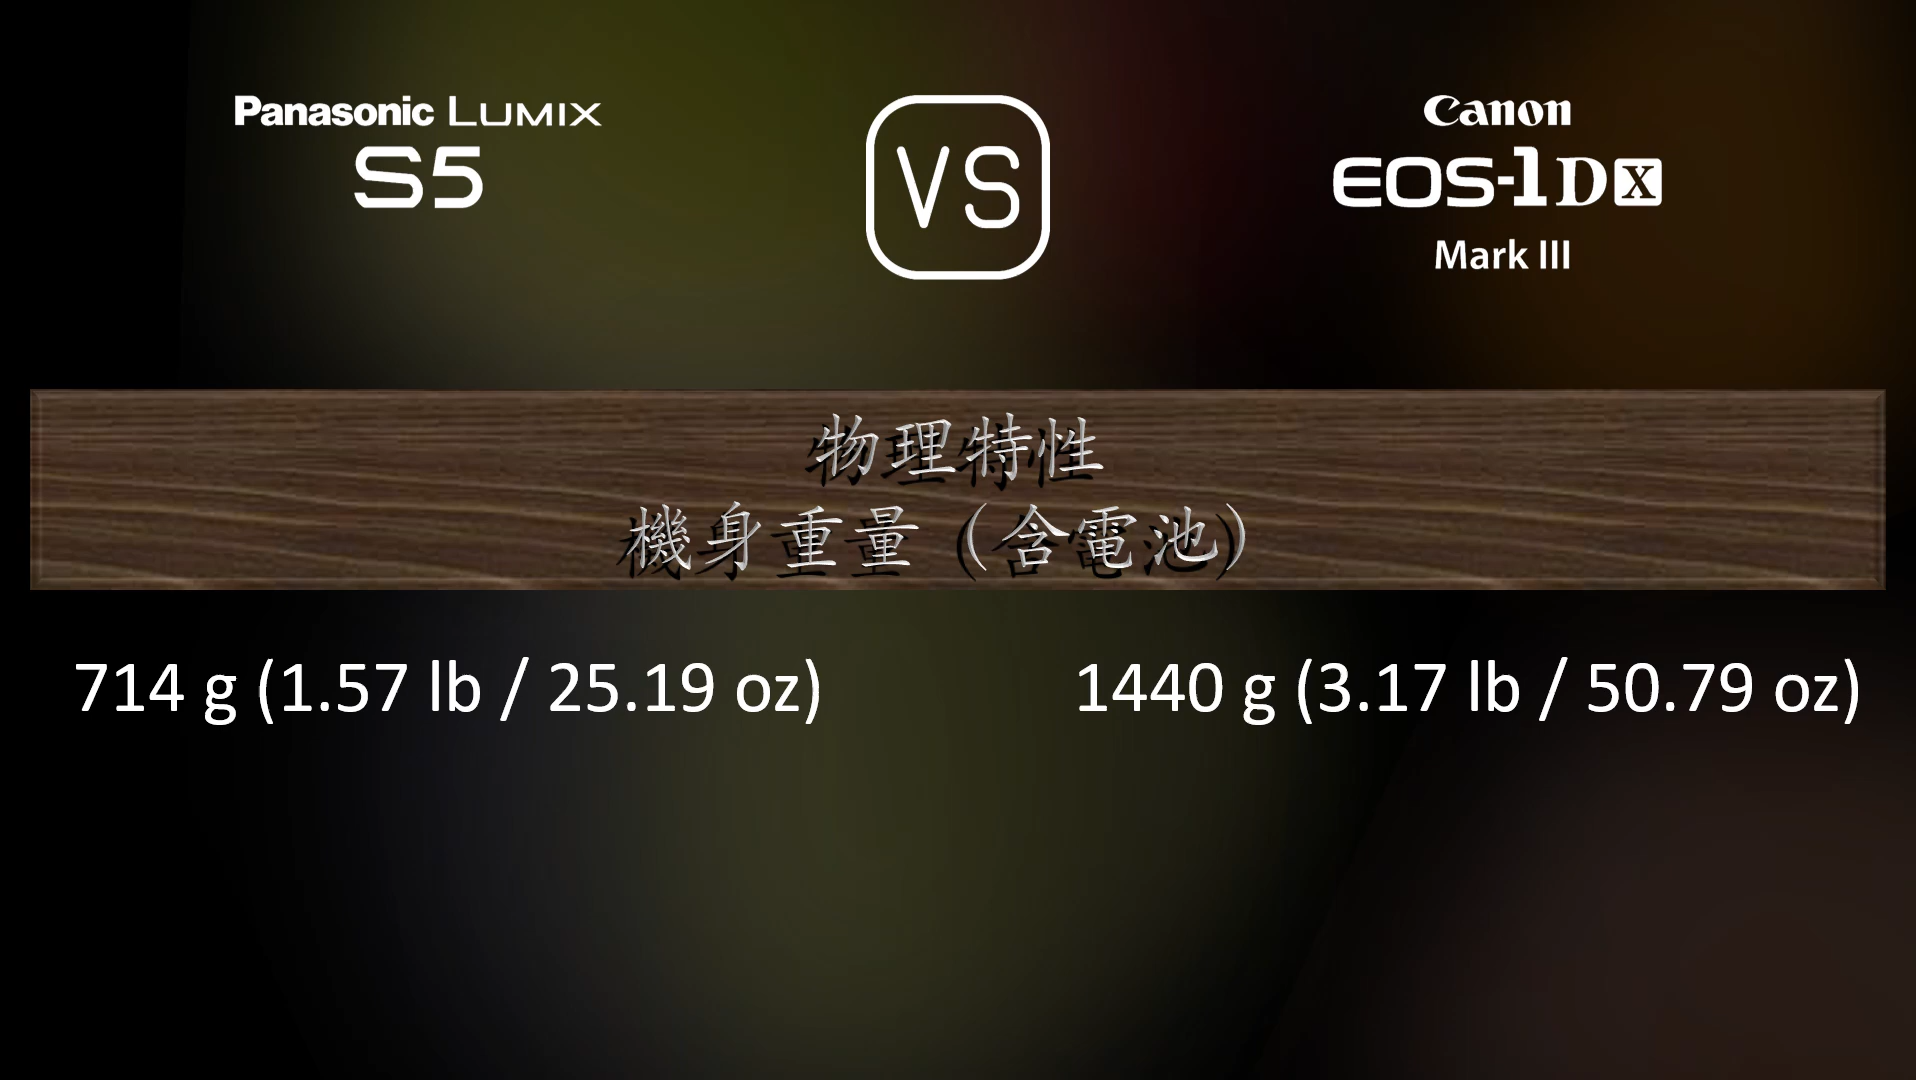 Panasonic LUMIX
S5
VS
Canon
EOS-1D X
Mark III
物理特性
機身重量（含電池）
714 g (1.57 lb / 25.19 oz)
1440 g (3.17 lb / 50.79 oz)